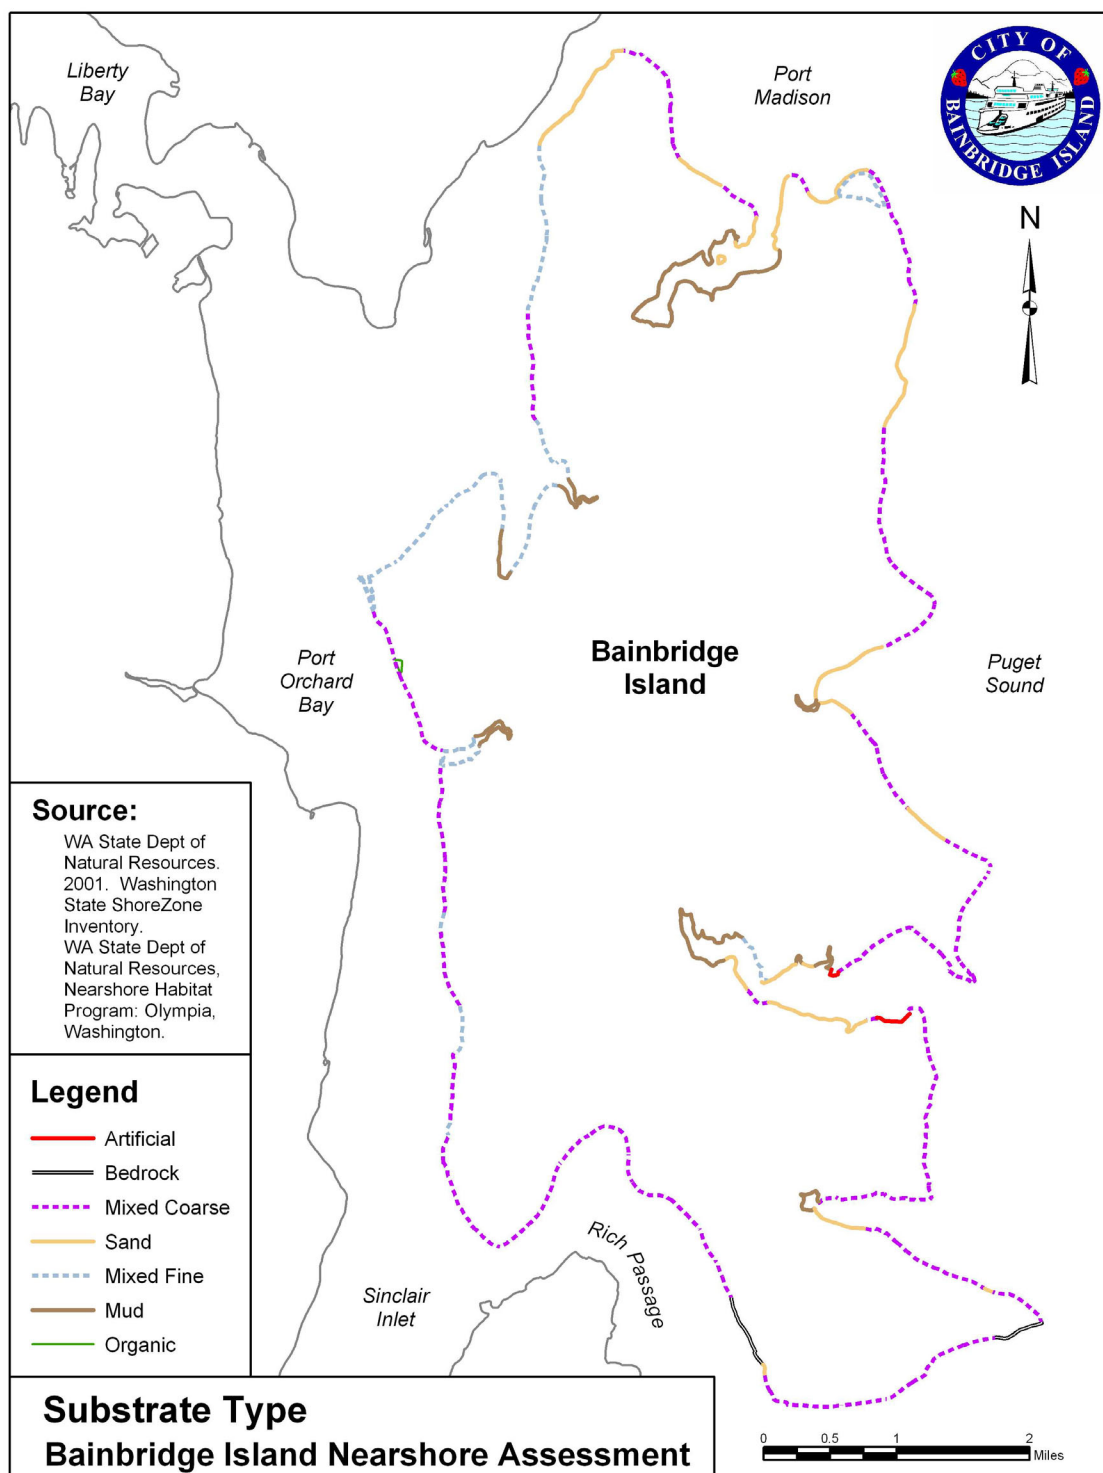 Liberty
Bay
Port
Madison
CITY OF
BAINBRIDGE ISLAND
N
Bainbridge
Island
Port
Orchard
Bay
Puget
Sound
Source:
WA State Dept of
Natural Resources.
2001.  Washington
State ShoreZone
Inventory.
WA State Dept of
Natural Resources,
Nearshore Habitat
Program: Olympia,
Washington.
Legend
Artificial
Bedrock
Mixed Coarse
Sand
Mixed Fine
Mud
Organic
Rich Passage
Sinclair
Inlet
Substrate Type
Bainbridge Island Nearshore Assessment
0 0.5 1 2
Miles